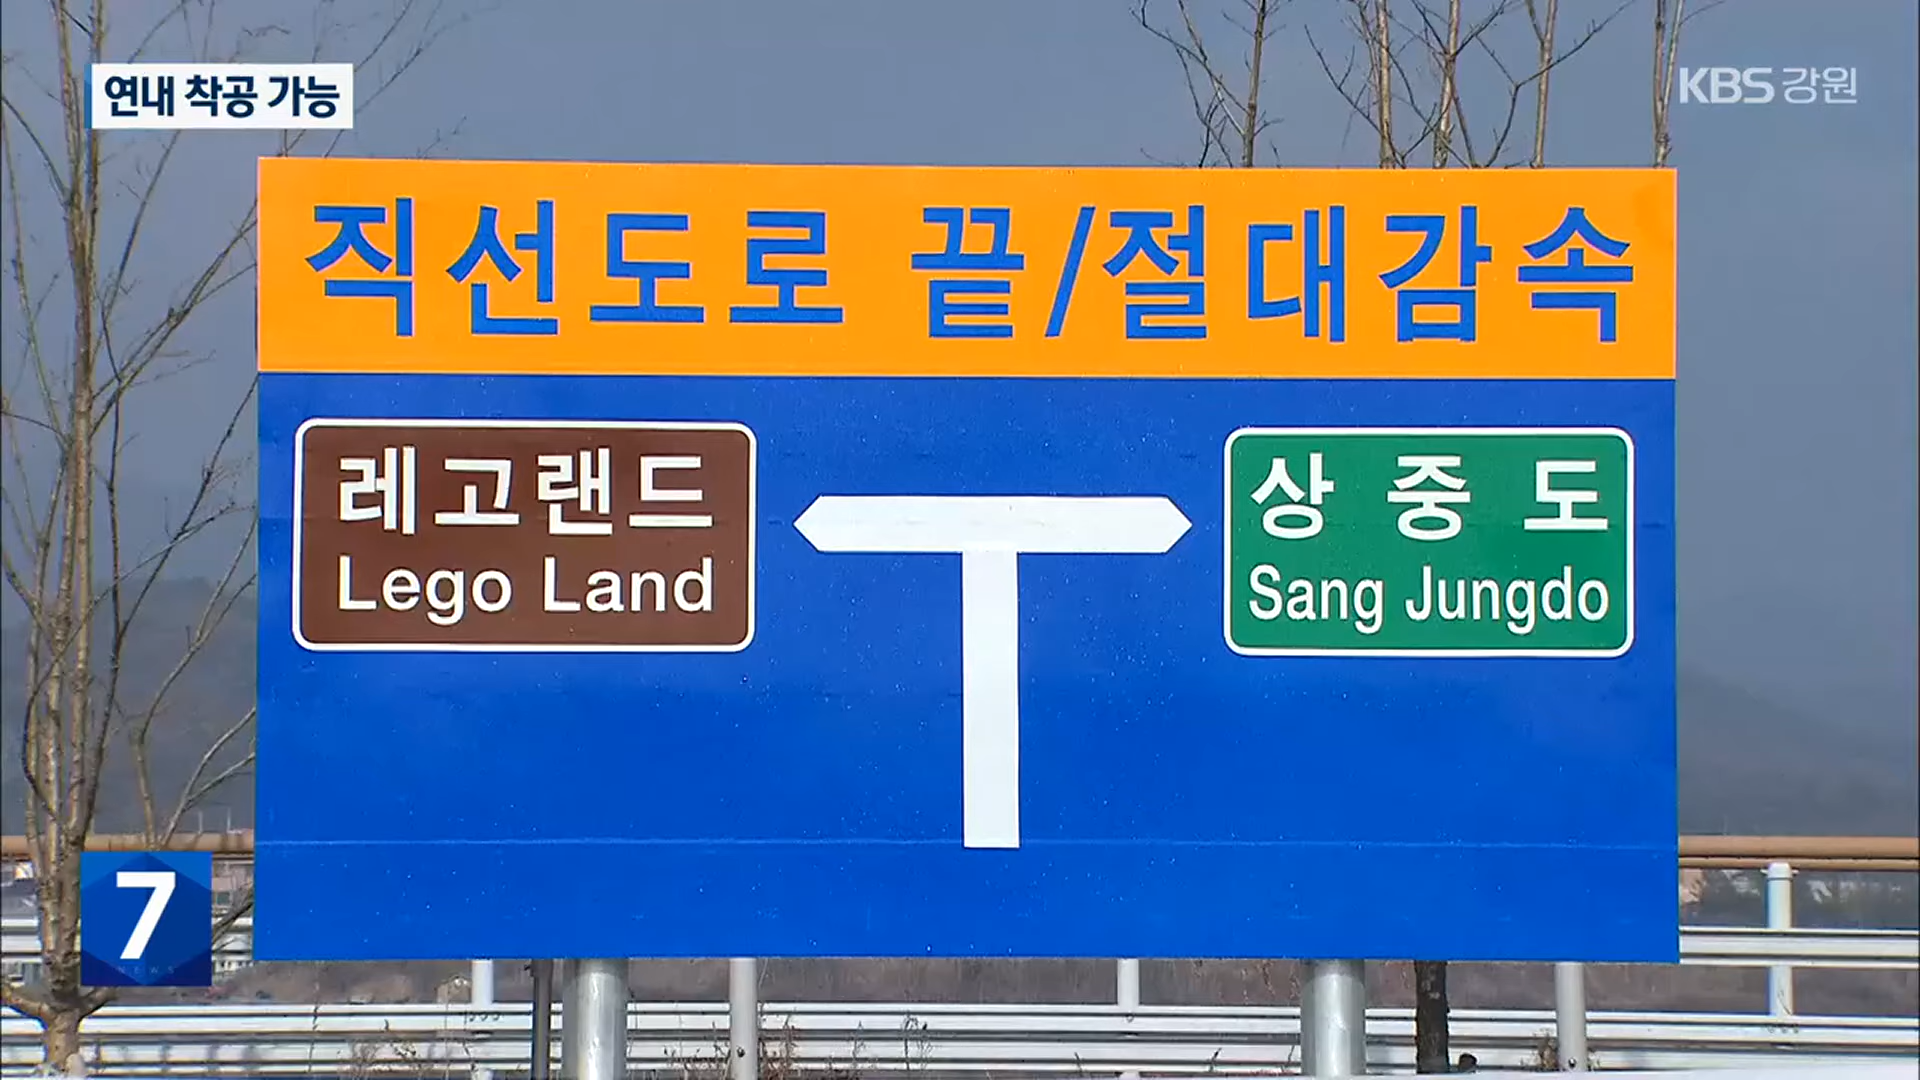 연내 착공 가능
KBS 강원
직선도로 끝/절대감속
레고랜드
Lego Land
상중도
Sang Jungdo
7
NEWS